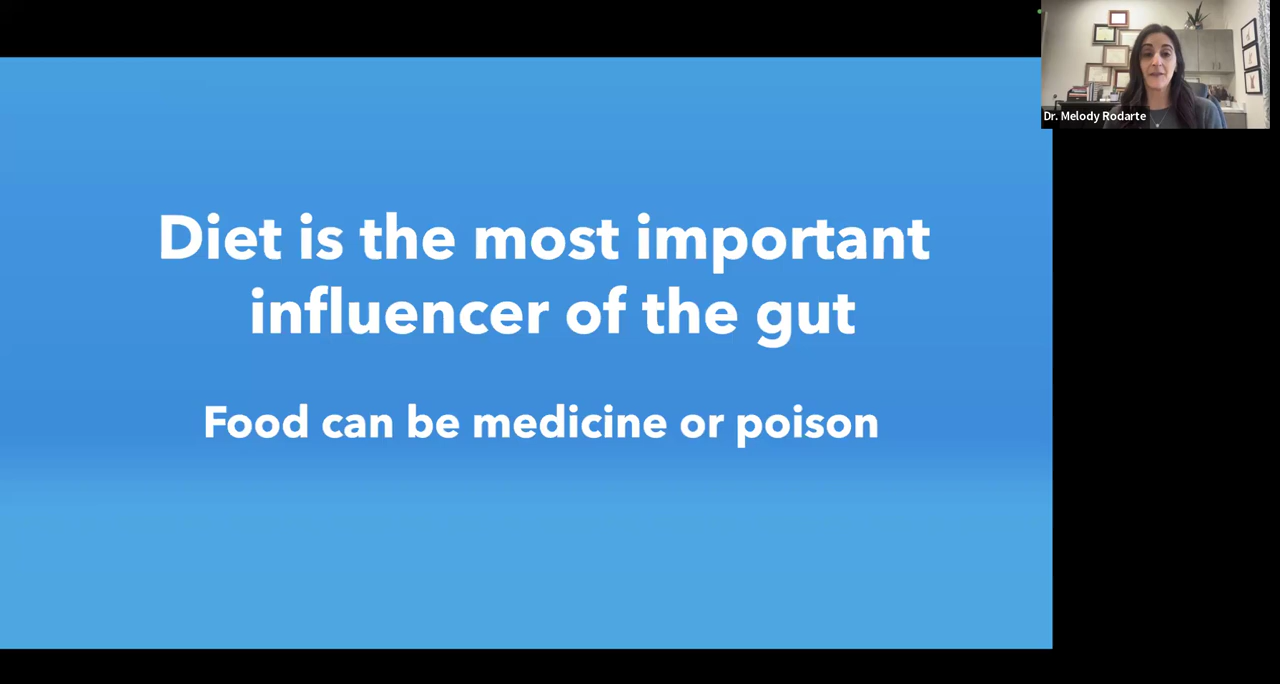 Diet is the most important
influencer of the gut
Food can be medicine or poison
Dr. Melody Rodarte